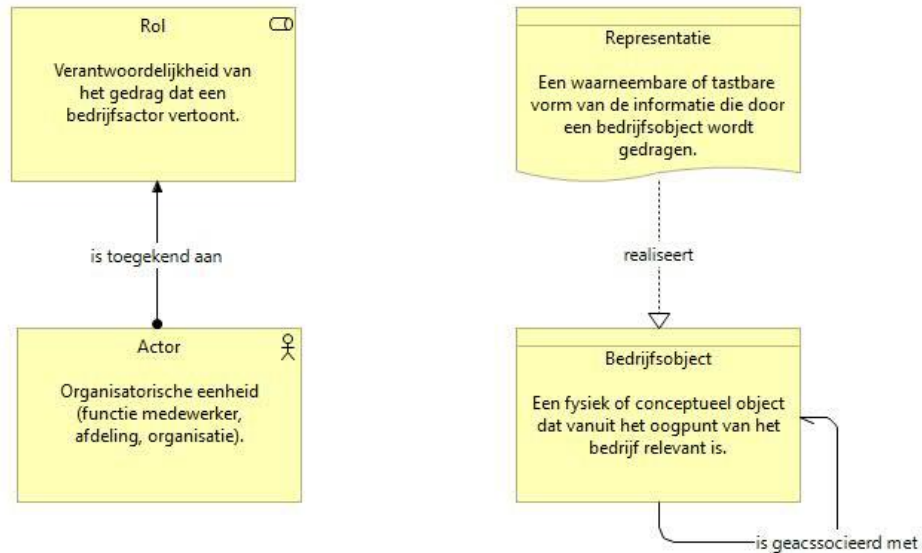 Rol
Verantwoordelijkheid van
het gedrag dat een
bedrijfsactor vertoont.
is toegekend aan
Actor
Organisatorische eenheid
(functie medewerker,
afdeling, organisatie).
Representatie
Een waarneembare of tastbare
vorm van de informatie die door
een bedrijfsobject wordt
gedragen.
realiseert
Bedrijfsobject
Een fysiek of conceptueel object
dat vanuit het oogpunt van het
bedrijf relevant is.
is geacssocieerd met